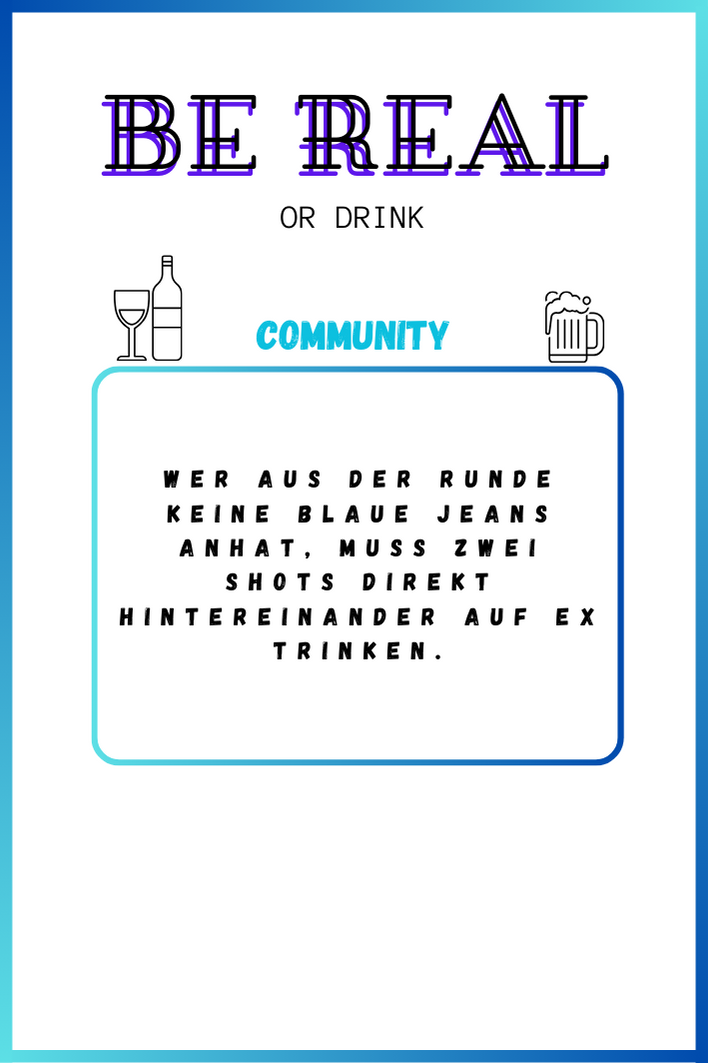 BE REAL
OR DRINK
COMMUNITY
WER AUS DER RUNDE
KEINE BLAUE JEANS
ANHAT, MUSS ZWEI
SHOTS DIREKT
HINTEREINANDER AUF EX
TRINKEN.